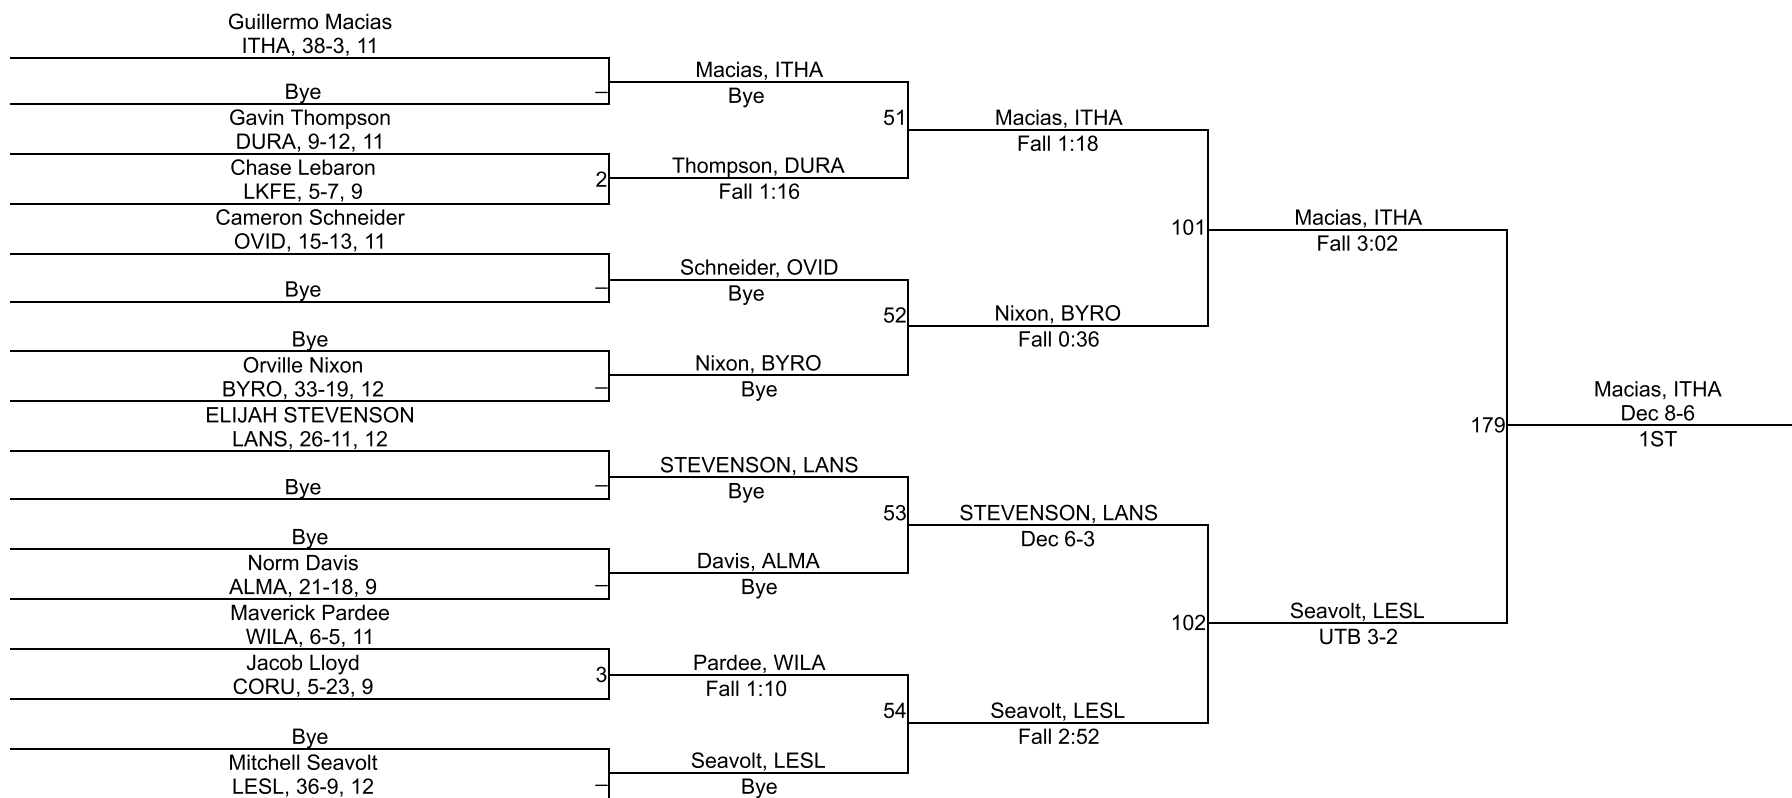 Guillermo Macias
ITHA, 38-3, 11
Bye
–
Gavin Thompson
DURA, 9-12, 11
Chase Lebaron
LKFE, 5-7, 9
2
Cameron Schneider
OVID, 15-13, 11
Bye
–
Bye
Orville Nixon
BYRO, 33-19, 12
–
ELIJAH STEVENSON
LANS, 26-11, 12
Bye
–
Bye
Norm Davis
ALMA, 21-18, 9
–
Maverick Pardee
WILA, 6-5, 11
Jacob Lloyd
CORU, 5-23, 9
3
Bye
Mitchell Seavolt
LESL, 36-9, 12
–
Macias, ITHA
Bye
51
Thompson, DURA
Fall 1:16
Schneider, OVID
Bye
52
Nixon, BYRO
Bye
STEVENSON, LANS
Bye
53
Davis, ALMA
Bye
Pardee, WILA
Fall 1:10
54
Seavolt, LESL
Bye
Macias, ITHA
Fall 1:18
101
Nixon, BYRO
Fall 0:36
STEVENSON, LANS
Dec 6-3
102
Seavolt, LESL
Fall 2:52
Macias, ITHA
Fall 3:02
179
Seavolt, LESL
UTB 3-2
Macias, ITHA
Dec 8-6
1ST